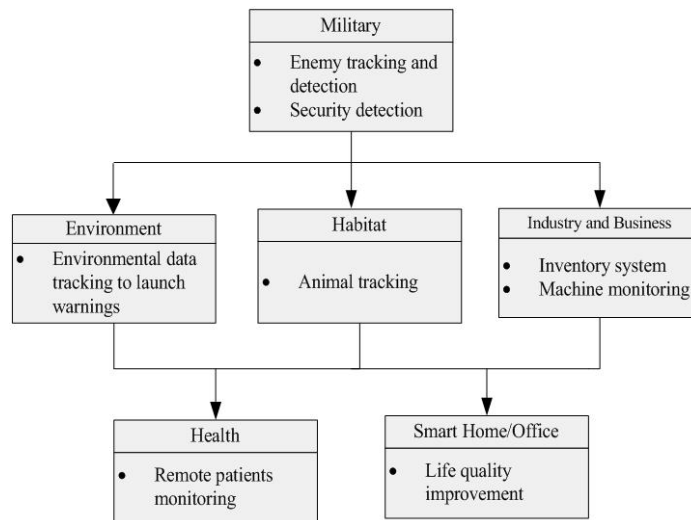 Military
• Enemy tracking and
detection
• Security detection
Environment
• Environmental data
tracking to launch
warnings
Habitat
• Animal tracking
Industry and Business
• Inventory system
• Machine monitoring
Health
• Remote patients
monitoring
Smart Home/Office
• Life quality
improvement